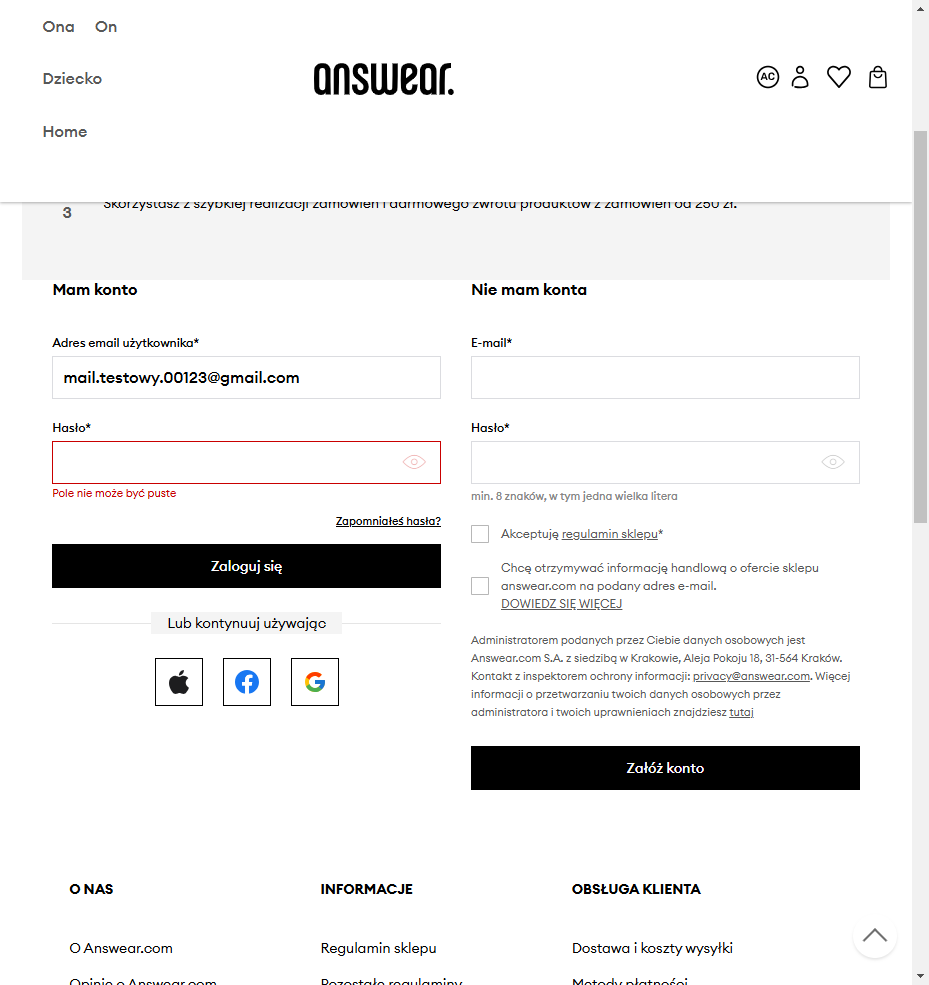 Ona On
Dziecko
answear.
AC
Home
3 Skorzystasz z szybkiej realizacji zamówień i darmowego zwrotu produktów z zamówień od 250 zł.
Mam konto
Adres email użytkownika*
mail.testowy.00123@gmail.com
Hasło*
Pole nie może być puste
Zapomniałeś hasła?
Zaloguj się
Lub kontynuuj używając
Nie mam konta
E-mail*
Hasło*
min. 8 znaków, w tym jedna wielka litera
Akceptuję regulamin sklepu*
Chcę otrzymywać informację handlową o ofercie sklepu
answear.com na podany adres e-mail.
DOWIEDZ SIĘ WIĘCEJ
Administratorem podanych przez Ciebie danych osobowych jest
Answear.com S.A. z siedzibą w Krakowie, Aleja Pokoju 18, 31-564 Kraków.
Kontakt z inspektorem ochrony informacji: privacy@answear.com. Więcej
informacji o przetwarzaniu twoich danych osobowych przez
administratora i twoich uprawnieniach znajdziesz tutaj
Załóż konto
O NAS
O Answear.com
Opinie o Answear.com
INFORMACJE
Regulamin sklepu
Pozostałe regulaminy
OBSŁUGA KLIENTA
Dostawa i koszty wysyłki
Metody płatności